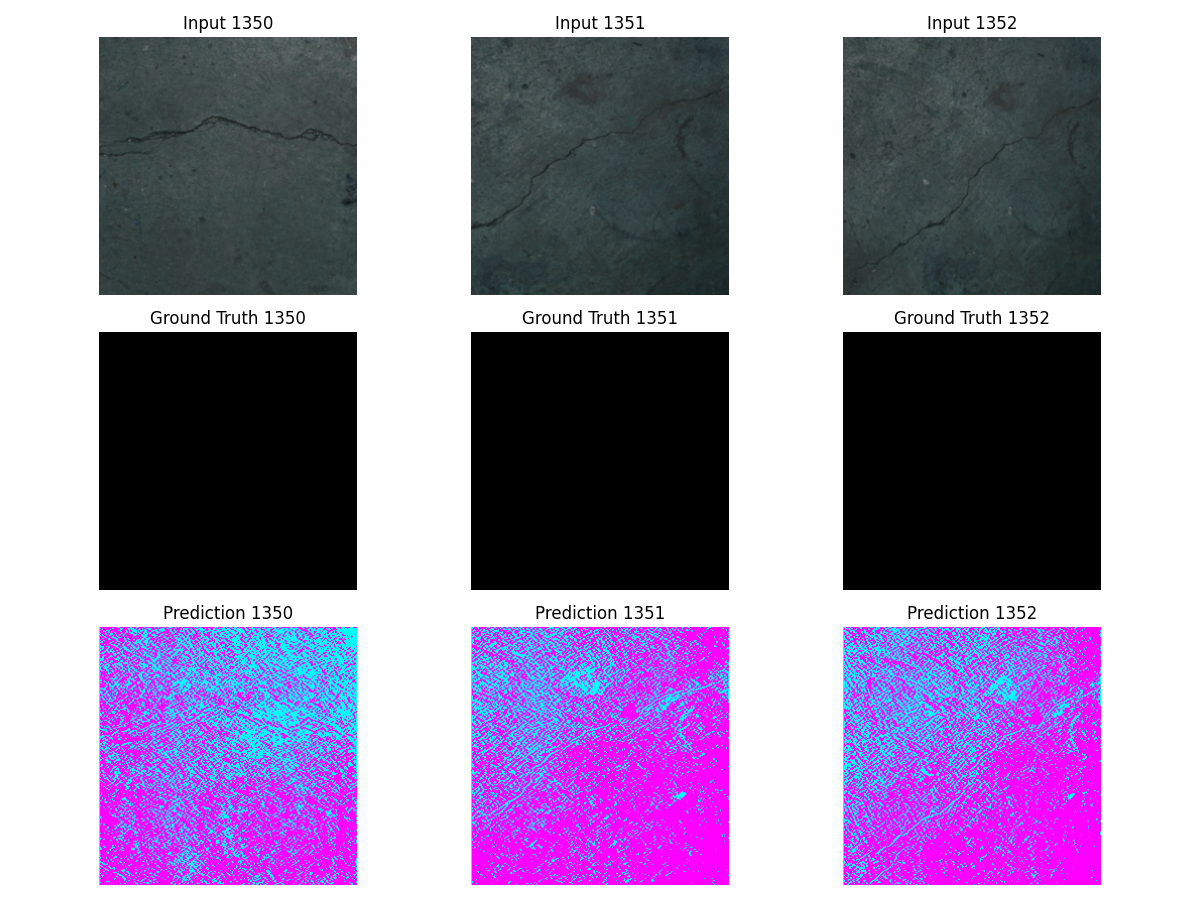 Input 1350
Input 1351
Input 1352
Ground Truth 1350
Ground Truth 1351
Ground Truth 1352
Prediction 1350
Prediction 1351
Prediction 1352